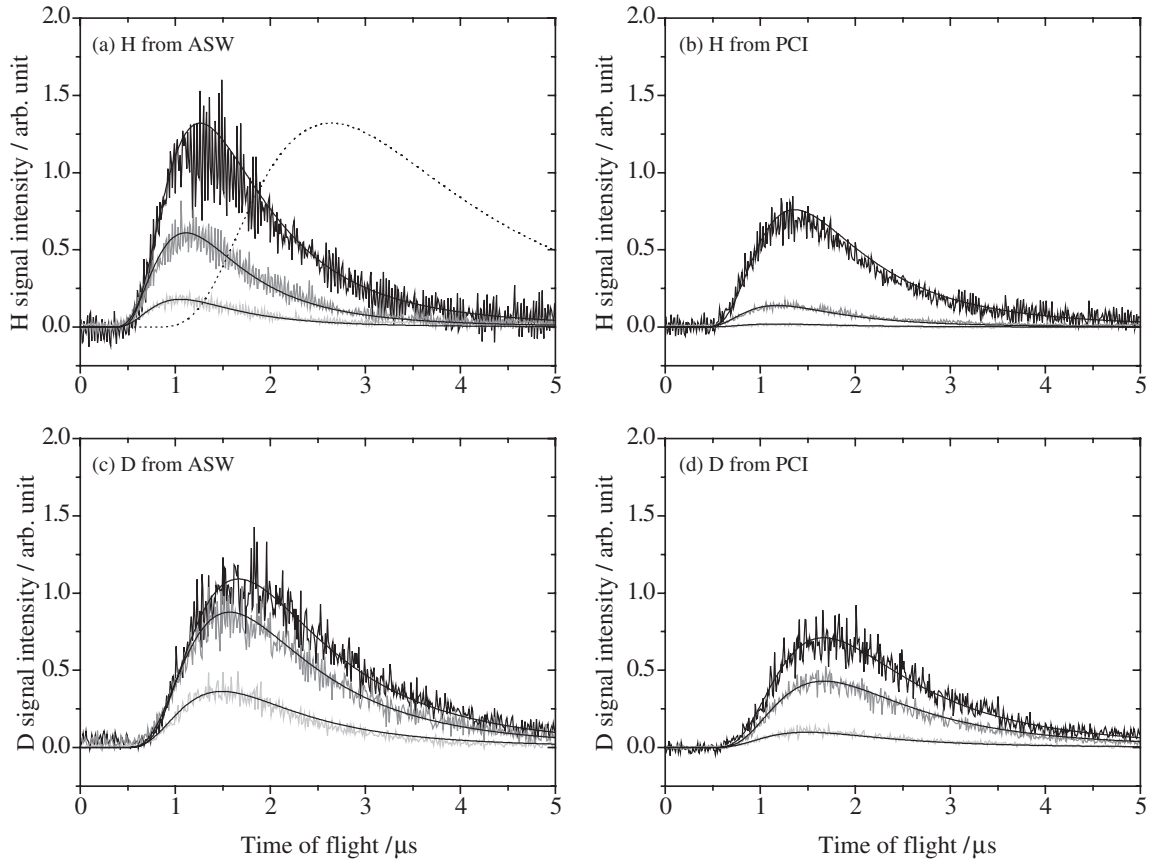 2.0
(a) H from ASW
1.5
1.0
0.5
0.0
H signal intensity / arb. unit
0 1 2 3 4 5
2.0
(b) H from PCI
1.5
1.0
0.5
0.0
H signal intensity / arb. unit
0 1 2 3 4 5
2.0
(c) D from ASW
1.5
1.0
0.5
0.0
D signal intensity / arb. unit
0 1 2 3 4 5
Time of flight /μs
2.0
(d) D from PCI
1.5
1.0
0.5
0.0
D signal intensity / arb. unit
0 1 2 3 4 5
Time of flight /μs